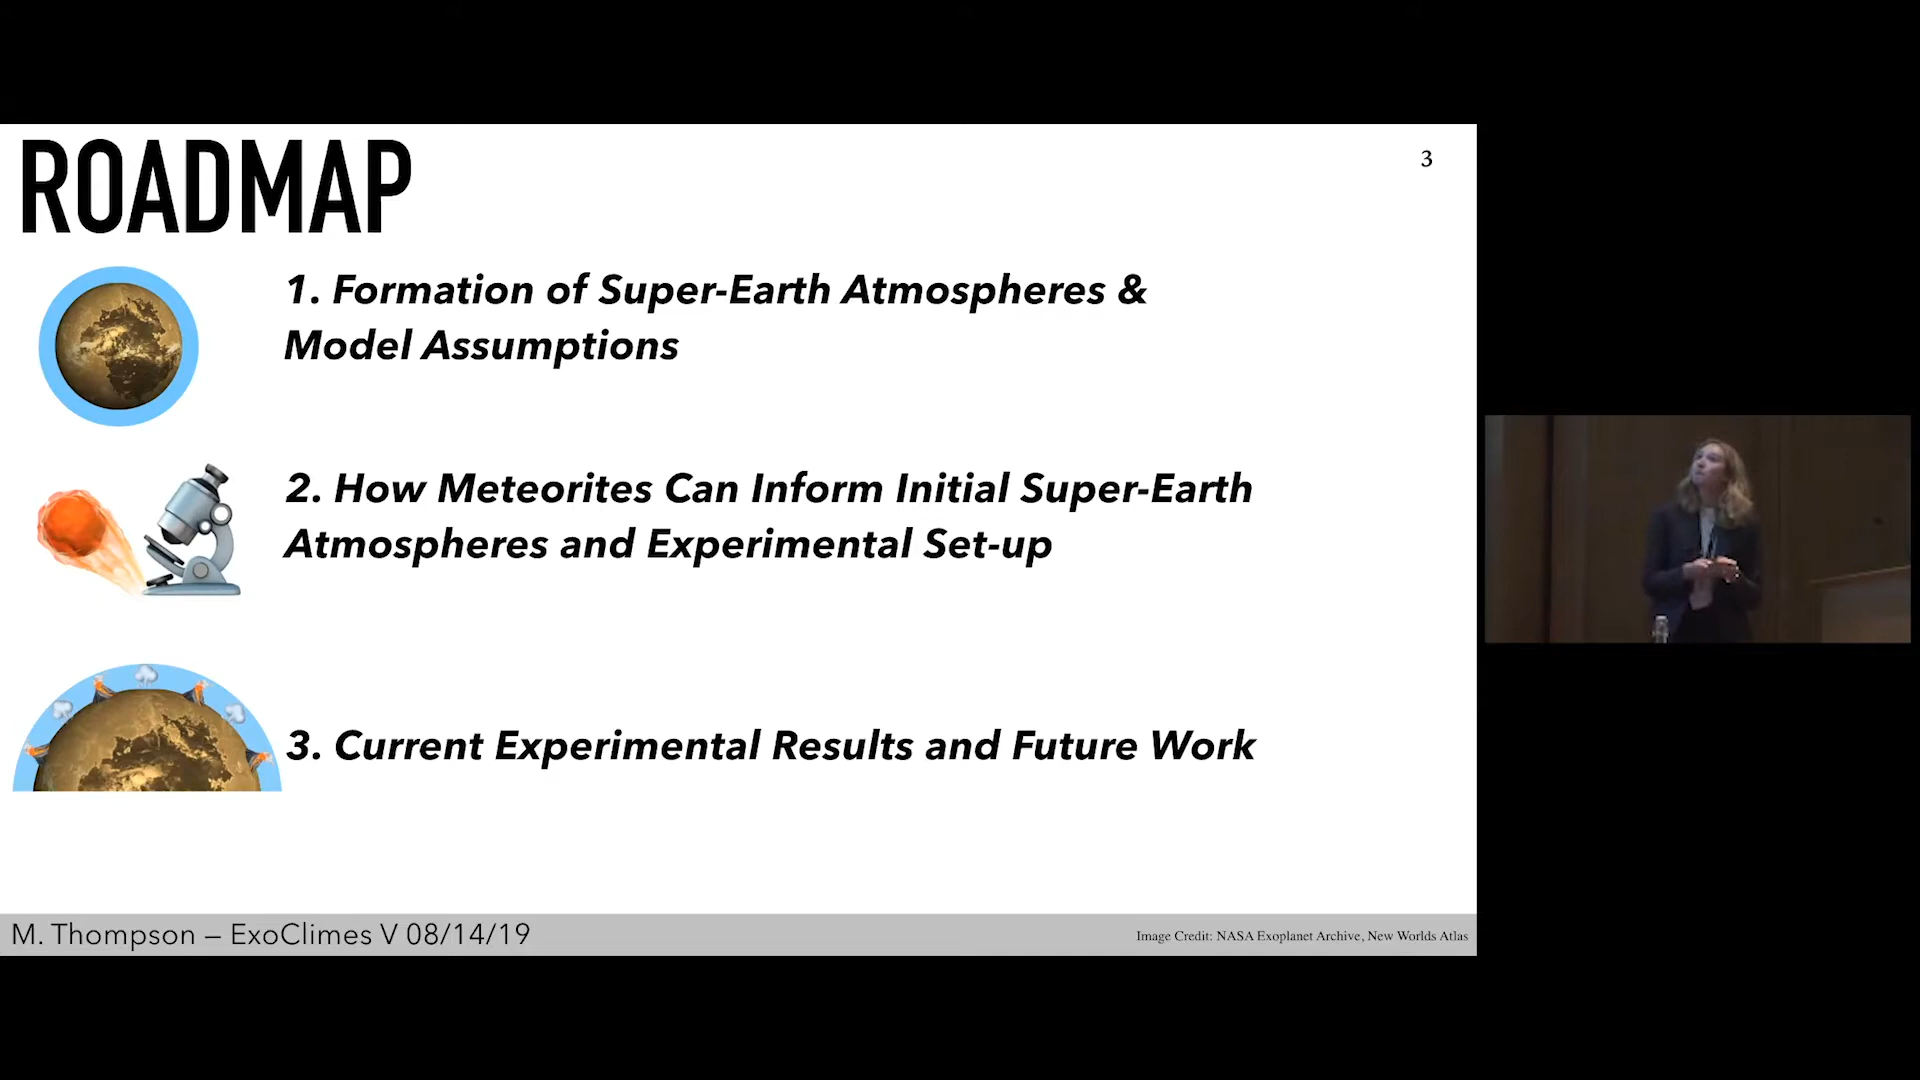 ROADMAP
3
1. Formation of Super-Earth Atmospheres &
Model Assumptions
2. How Meteorites Can Inform Initial Super-Earth
Atmospheres and Experimental Set-up
3. Current Experimental Results and Future Work
M. Thompson – ExoClimes V 08/14/19
Image Credit: NASA Exoplanet Archive, New Worlds Atlas